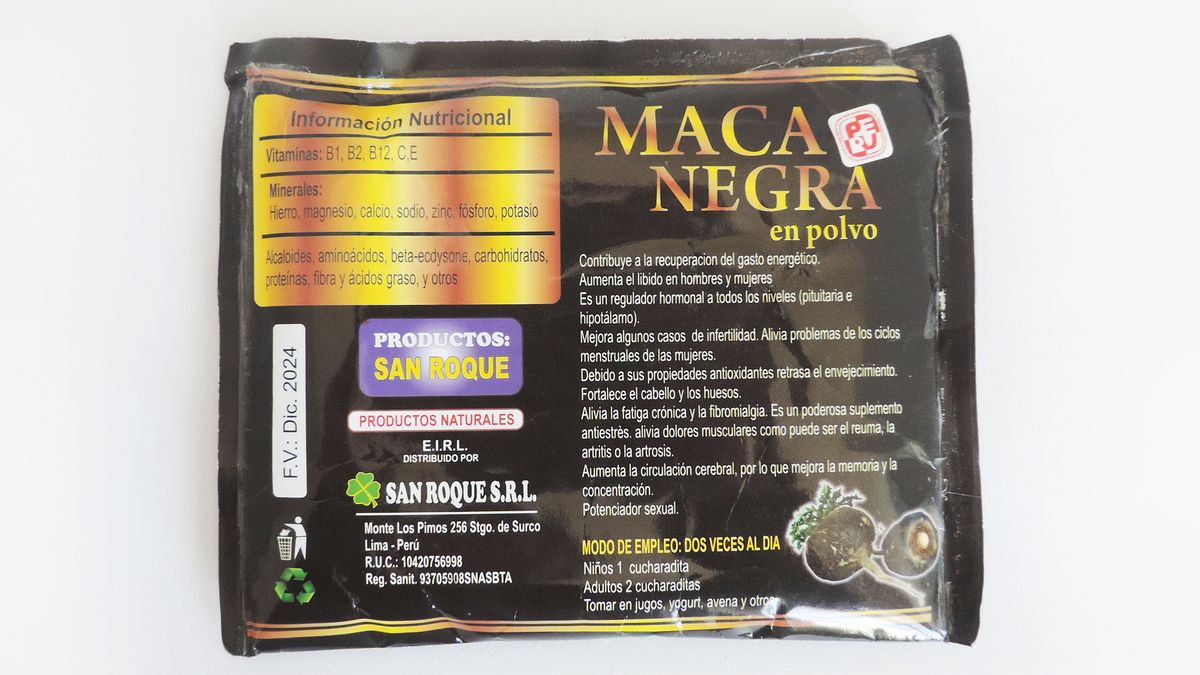 Información Nutricional
Vitaminas: B1, B2, B12, C,E
Minerales:
Hierro, magnesio, calcio, sodio, zinc, fósforo, potasio
Alcaloides, aminoácidos, beta-ecdysone, carbohidratos,
proteínas, fibra y ácidos graso, y otros
F.V.: Dic. 2024
PRODUCTOS:
SAN ROQUE
PRODUCTOS NATURALES
E.I.R.L.
DISTRIBUIDO POR
SAN ROQUE S.R.L.
Monte Los Pimos 256 Stgo. de Surco
Lima - Perú
R.U.C.: 10420756998
Reg. Sanit. 93705908SNASBTA
MACA
PERU
NEGRA
en polvo
Contribuye a la recuperacion del gasto energético.
Aumenta el libido en hombres y mujeres
Es un regulador hormonal a todos los niveles (pituitaria e
hipotálamo).
Mejora algunos casos de infertilidad. Alivia problemas de los ciclos
menstruales de las mujeres.
Debido a sus propiedades antioxidantes retrasa el envejecimiento.
Fortalece el cabello y los huesos.
Alivia la fatiga crónica y la fibromialgia. Es un poderosa suplemento
antiestrès. alivia dolores musculares como puede ser el reuma, la
artritis o la artrosis.
Aumenta la circulación cerebral, por lo que mejora la memoria y la
concentración.
Potenciador sexual.
MODO DE EMPLEO: DOS VECES AL DIA
Niños 1 cucharadita
Adultos 2 cucharaditas
Tomar en jugos, yogurt, avena y otros